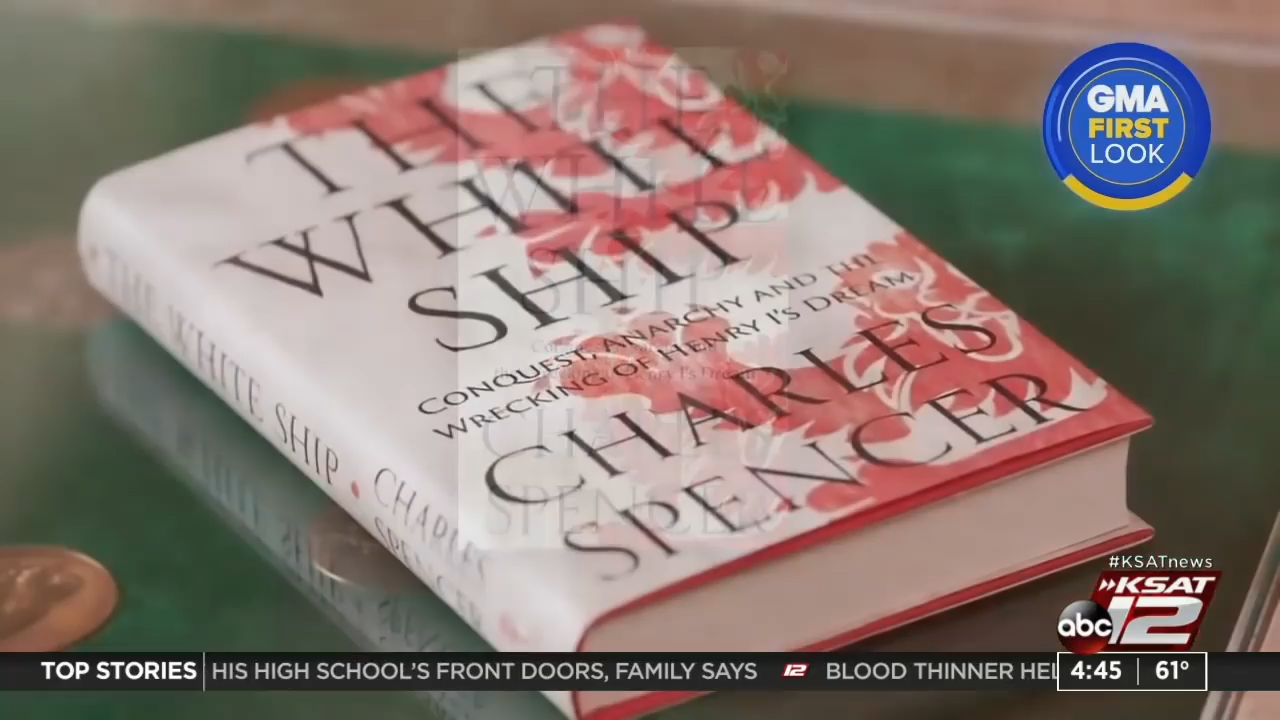 GMA
FIRST
LOOK
THE
WHITE
SHIP
CONQUEST, ANARCHY AND THE
WRECKING OF HENRY I'S DREAM
CHARLES
SPENCER
THE WHITE SHIP • CHARLES
SPENCER
#KSATnews
KSAT
abc 12
TOP STORIES HIS HIGH SCHOOL'S FRONT DOORS, FAMILY SAYS 12 BLOOD THINNER HEL
4:45 61°